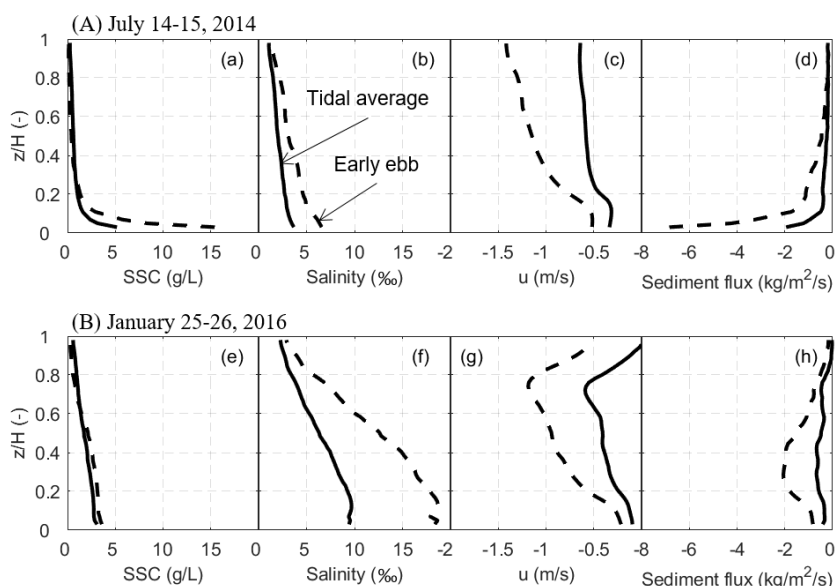 (A) July 14-15, 2014
(a) (b) (c) (d)
1
0.8
0.6
0.4
0.2
0
z/H (-)
Tidal average
Early ebb
0 5 10 15 0 5 10 15 -2 -1.5 -1 -0.5 -8 -6 -4 -2 0
SSC (g/L) Salinity (‰) u (m/s) Sediment flux (kg/m²/s)
(B) January 25-26, 2016
(e) (f) (g) (h)
1
0.8
0.6
0.4
0.2
0
z/H (-)
0 5 10 15 0 5 10 15 -2 -1.5 -1 -0.5 -8 -6 -4 -2 0
SSC (g/L) Salinity (‰) u (m/s) Sediment flux (kg/m²/s)